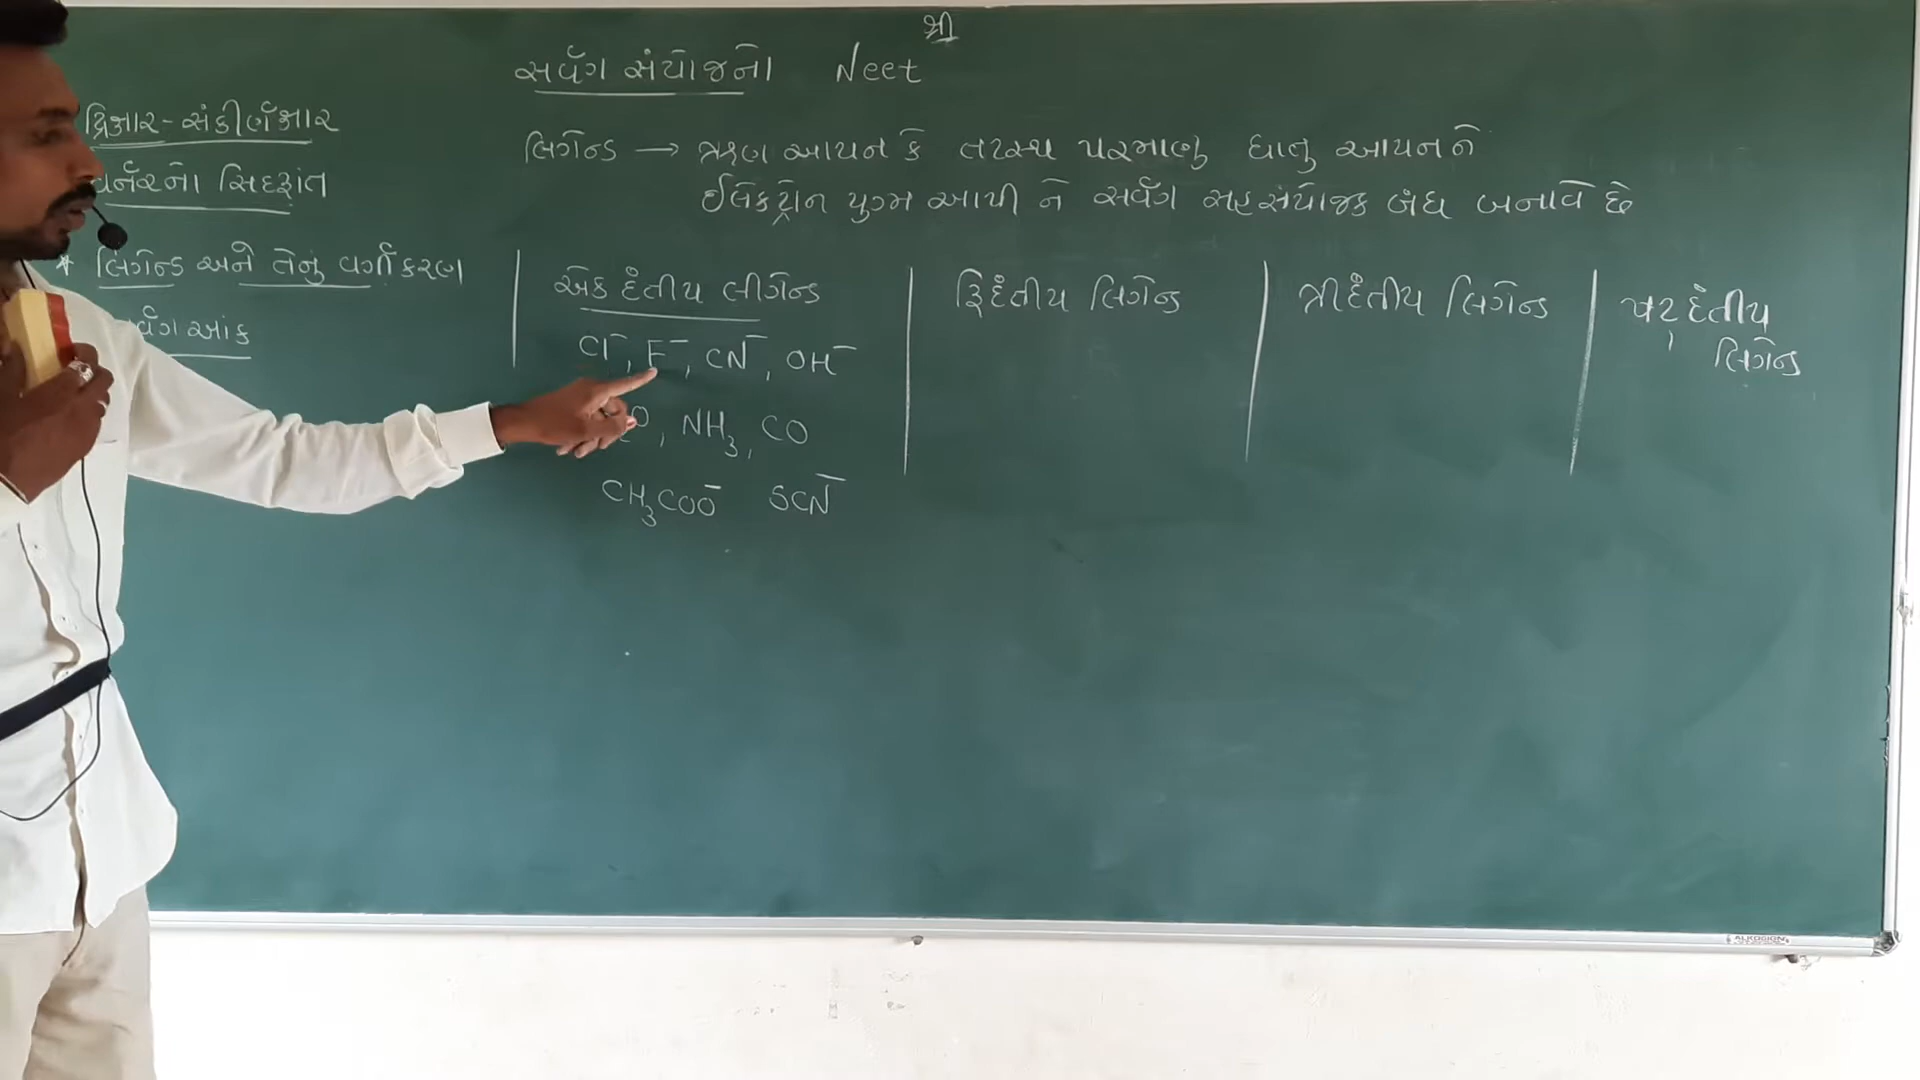 શ્રી
સવર્ગ સંયોજનો Neet
દ્વિક્ષાર-સંકીર્ણક્ષાર
વર્નરનો સિદ્ધાંત
* લિગેન્ડ અને તેનું વર્ગીકરણ
સવર્ગઆંક
લિગેન્ડ → ઋણ આયન કે તટસ્થ પરમાણુ ધાતુ આયનને
ઈલેક્ટ્રોન યુગ્મ આપી ને સર્વગ સહસંયોજક બંધ બનાવે છે
એક દંતીય લીગેન્ડ
Cl⁻, F⁻, CN⁻, OH⁻
O, NH₃, CO
CH₃COO⁻ SCN⁻
દ્વિદંતીય લિગેન્ડ
ત્રીદંતીય લિગેન્ડ
ષટ્દંતીય
લિગેન્ડ